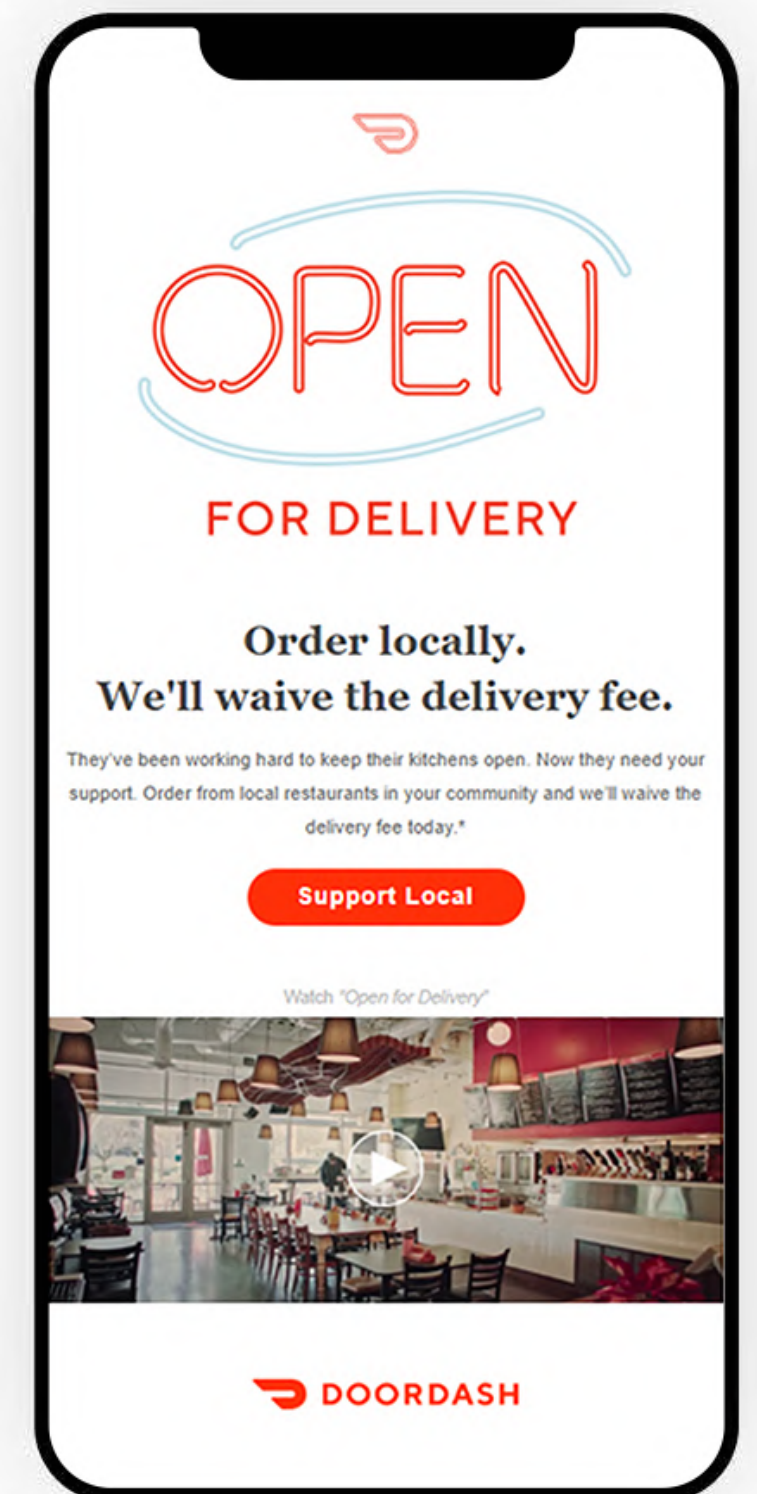 OPEN
FOR DELIVERY
Order locally.
We'll waive the delivery fee.
They've been working hard to keep their kitchens open. Now they need your
support. Order from local restaurants in your community and we'll waive the
delivery fee today.*
Support Local
Watch "Open for Delivery"
DOORDASH